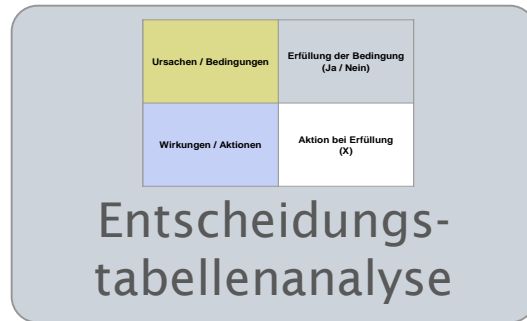 Ursachen / Bedingungen
Erfüllung der Bedingung
(Ja / Nein)
Wirkungen / Aktionen
Aktion bei Erfüllung
(X)
Entscheidungs-
tabellenanalyse